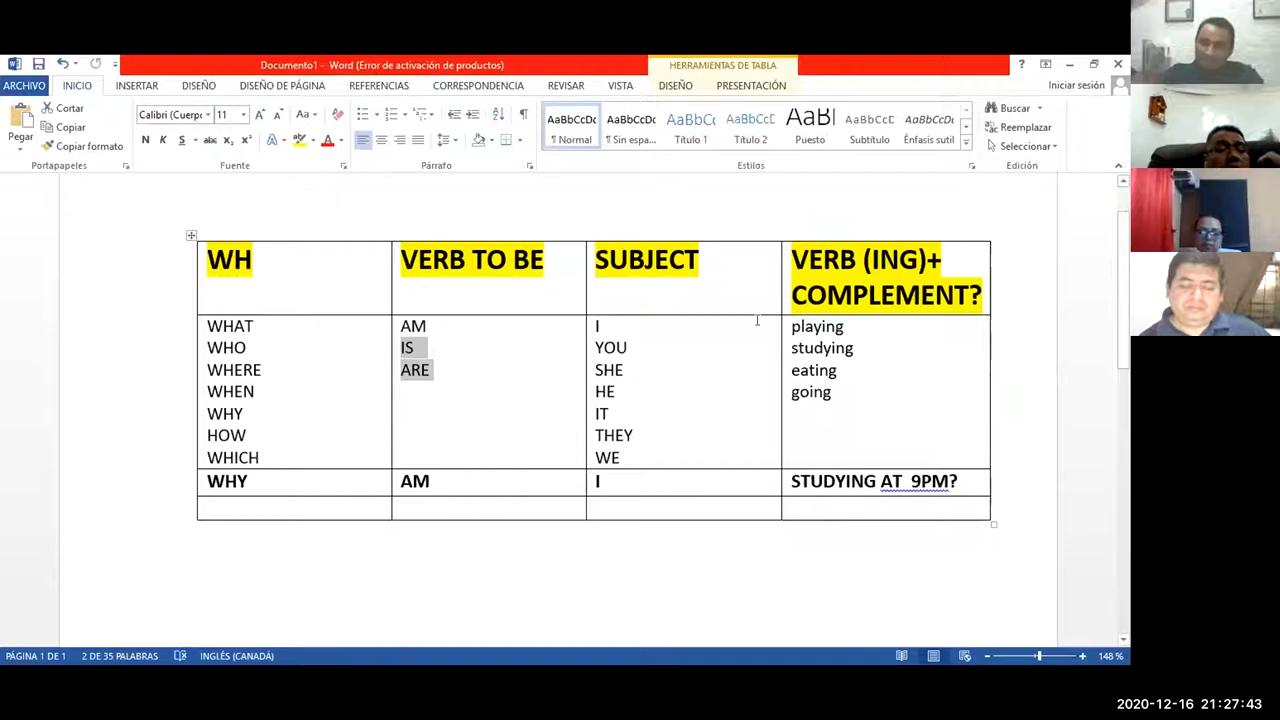 Documento1 - Word (Error de activación de productos)
HERRAMIENTAS DE TABLA
ARCHIVO INICIO INSERTAR DISEÑO DISEÑO DE PÁGINA REFERENCIAS CORRESPONDENCIA REVISAR VISTA DISEÑO PRESENTACIÓN Iniciar sesión
Pegar
Cortar
Copiar
Copiar formato
Portapapeles
Calibri (Cuerpo 11
Fuente
Párrafo
AaBbCcDc AaBbCcDc AaBbCc AaBbCcC AaBl AaBbCcD AaBbCcDc
¶ Normal ¶ Sin espa... Título 1 Título 2 Puesto Subtítulo Énfasis sutil
Estilos
Buscar
Reemplazar
Seleccionar
Edición
WH VERB TO BE SUBJECT VERB (ING)+
COMPLEMENT?
WHAT AM I playing
WHO IS YOU studying
WHERE ARE SHE eating
WHEN HE going
WHY IT
HOW THEY
WHICH WE
WHY AM I STUDYING AT 9PM?
PÁGINA 1 DE 1 2 DE 35 PALABRAS INGLÉS (CANADÁ) 148 %
2020-12-16 21:27:43